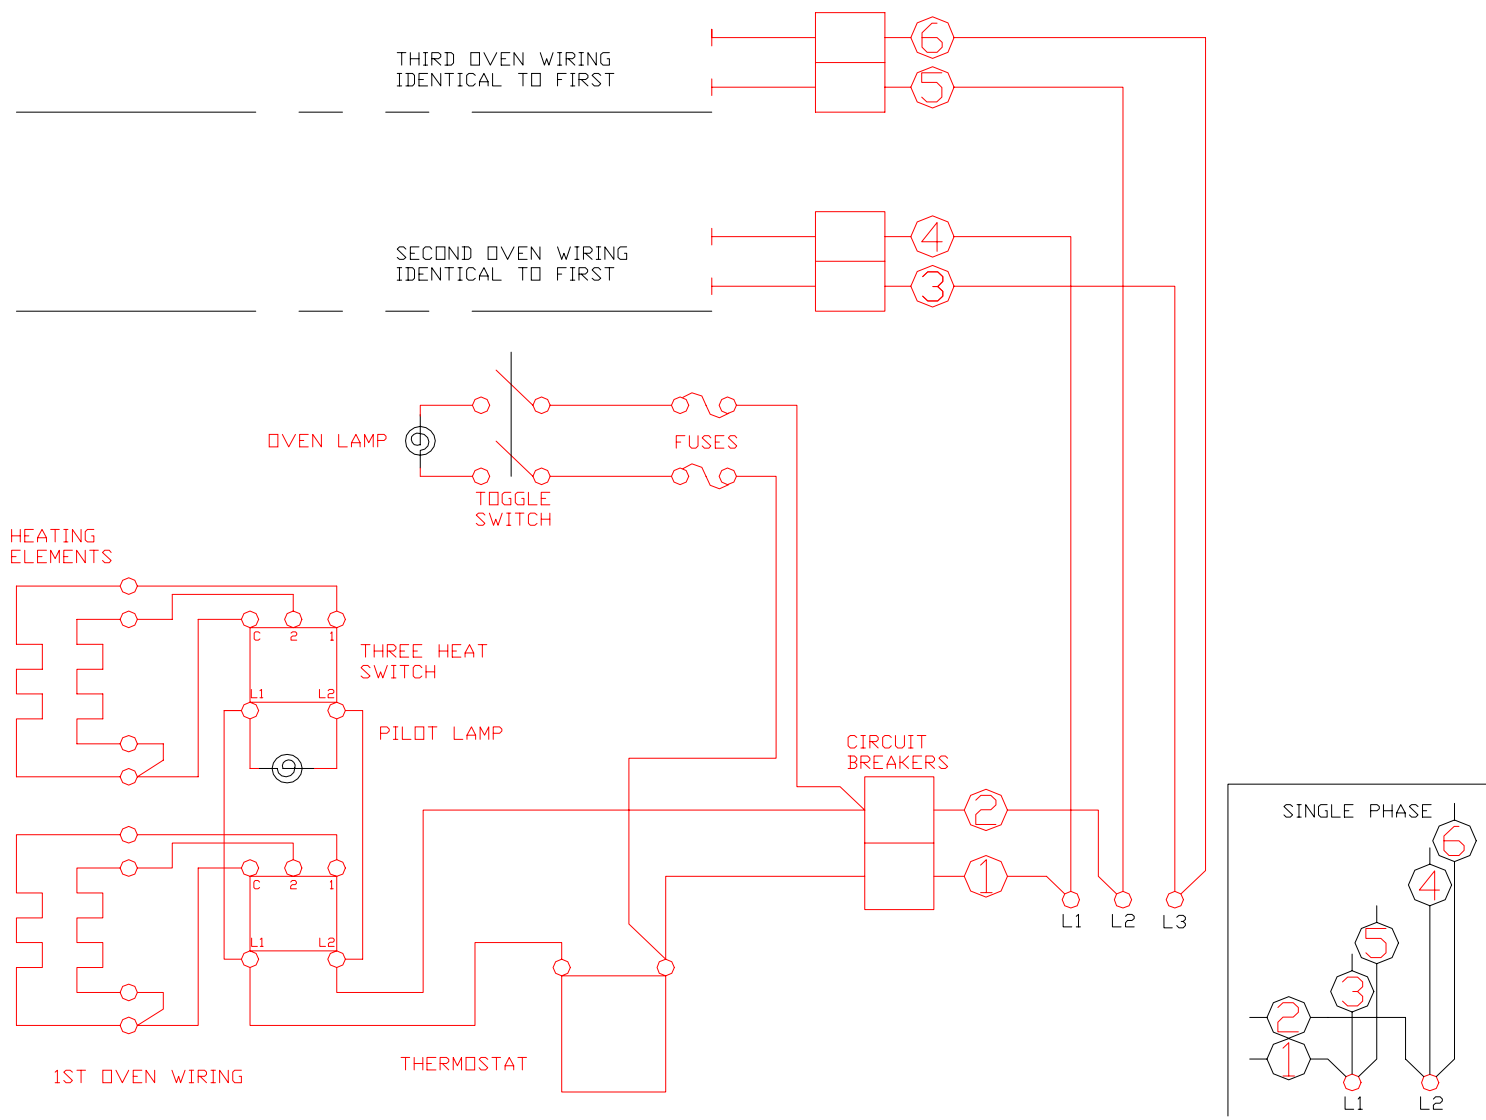 THIRD OVEN WIRING
IDENTICAL TO FIRST
6
5
SECOND OVEN WIRING
IDENTICAL TO FIRST
4
3
OVEN LAMP
FUSES
TOGGLE
SWITCH
HEATING
ELEMENTS
C 2 1
THREE HEAT
SWITCH
L1 L2
PILOT LAMP
CIRCUIT
BREAKERS
2
1
C 2 1
L1 L2
L1 L2 L3
THERMOSTAT
1ST OVEN WIRING
SINGLE PHASE
6
4
5
3
2
1
L1 L2